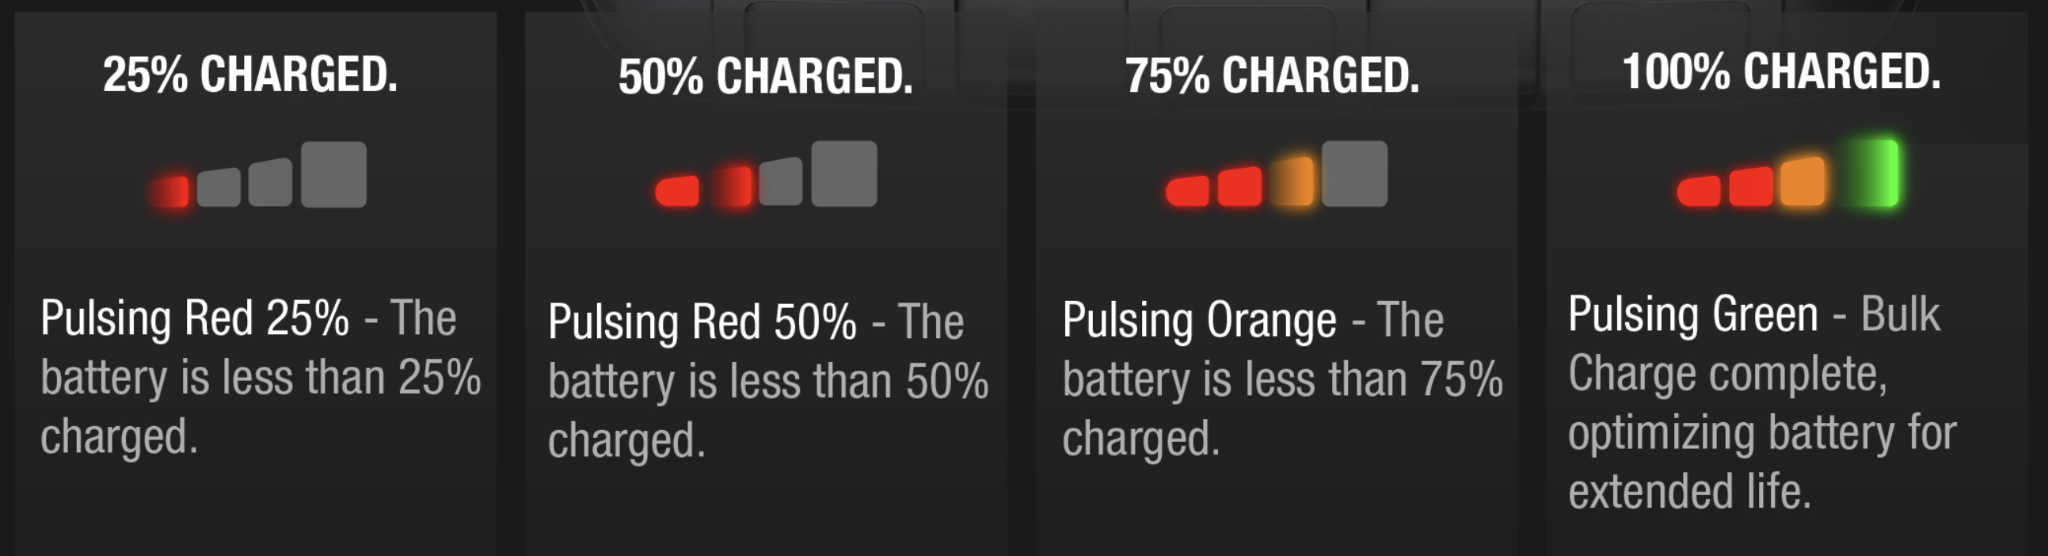 25% CHARGED.
Pulsing Red 25% - The
battery is less than 25%
charged.
50% CHARGED.
Pulsing Red 50% - The
battery is less than 50%
charged.
75% CHARGED.
Pulsing Orange - The
battery is less than 75%
charged.
100% CHARGED.
Pulsing Green - Bulk
Charge complete,
optimizing battery for
extended life.